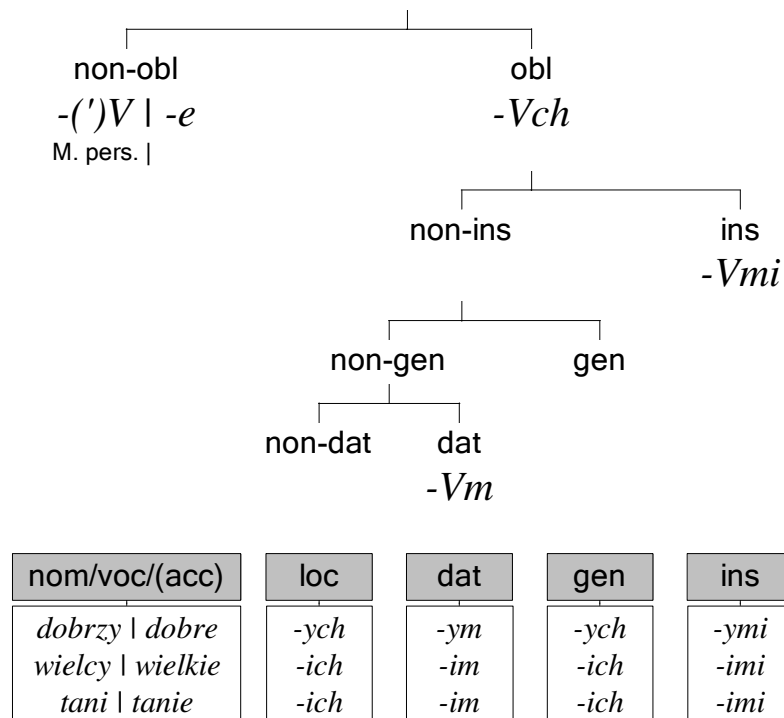 non-obl obl
-(')V | -e -Vch
M. pers. |
non-ins ins
-Vmi
non-gen gen
non-dat dat
-Vm
nom/voc/(acc) loc dat gen ins
dobrzy | dobre -ych -ym -ych -ymi
wielcy | wielkie -ich -im -ich -imi
tani | tanie -ich -im -ich -imi